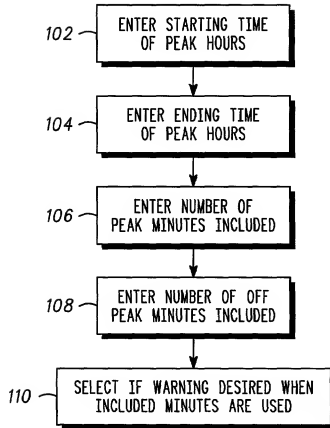 102
ENTER STARTING TIME
OF PEAK HOURS
104
ENTER ENDING TIME
OF PEAK HOURS
106
ENTER NUMBER OF
PEAK MINUTES INCLUDED
108
ENTER NUMBER OF OFF
PEAK MINUTES INCLUDED
110
SELECT IF WARNING DESIRED WHEN
INCLUDED MINUTES ARE USED